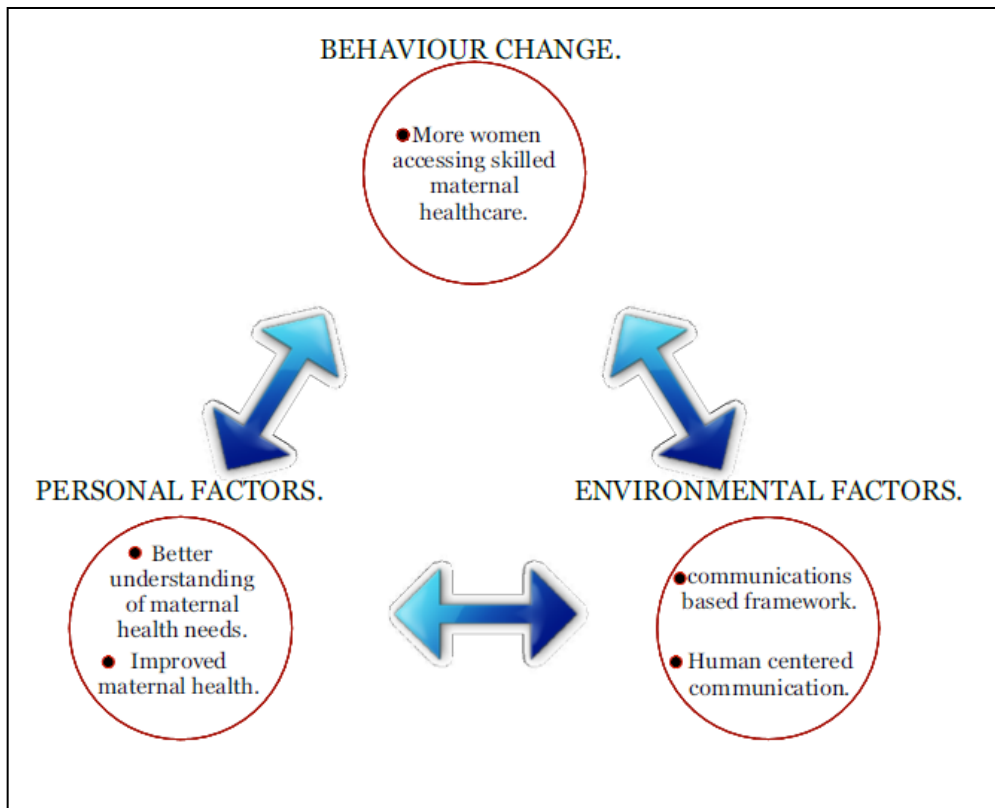 BEHAVIOUR CHANGE.
●More women
accessing skilled
maternal
healthcare.
PERSONAL FACTORS.
● Better
understanding
of maternal
health needs.
● Improved
maternal health.
ENVIRONMENTAL FACTORS.
●communications
based framework.
● Human centered
communication.